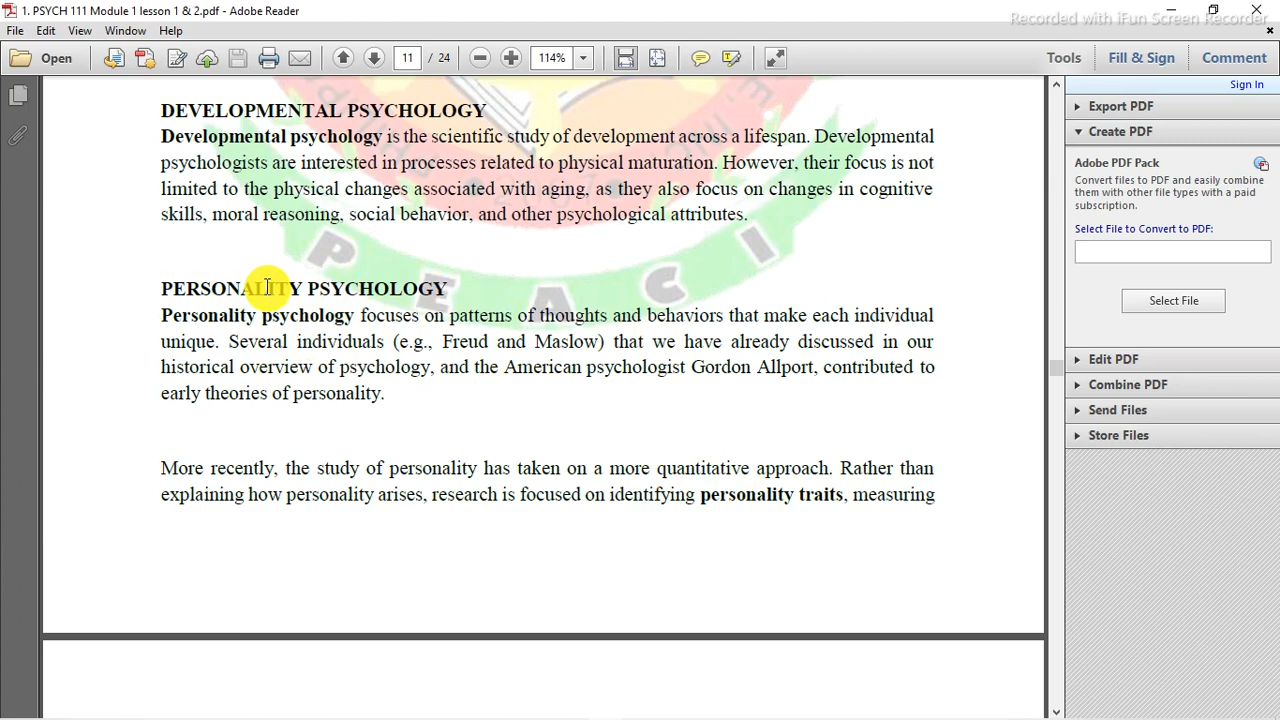 1. PSYCH 111 Module 1 lesson 1 & 2.pdf - Adobe Reader
Recorded with iFun Screen Recorder
File Edit View Window Help
Open 11 / 24 114% Tools Fill & Sign Comment
Sign In
Export PDF
Create PDF
Adobe PDF Pack
Convert files to PDF and easily combine
them with other file types with a paid
subscription.
Select File to Convert to PDF:
Select File
Edit PDF
Combine PDF
Send Files
Store Files
DEVELOPMENTAL PSYCHOLOGY
Developmental psychology is the scientific study of development across a lifespan. Developmental
psychologists are interested in processes related to physical maturation. However, their focus is not
limited to the physical changes associated with aging, as they also focus on changes in cognitive
skills, moral reasoning, social behavior, and other psychological attributes.
PEACI
PERSONALITY PSYCHOLOGY
Personality psychology focuses on patterns of thoughts and behaviors that make each individual
unique. Several individuals (e.g., Freud and Maslow) that we have already discussed in our
historical overview of psychology, and the American psychologist Gordon Allport, contributed to
early theories of personality.
More recently, the study of personality has taken on a more quantitative approach. Rather than
explaining how personality arises, research is focused on identifying personality traits, measuring